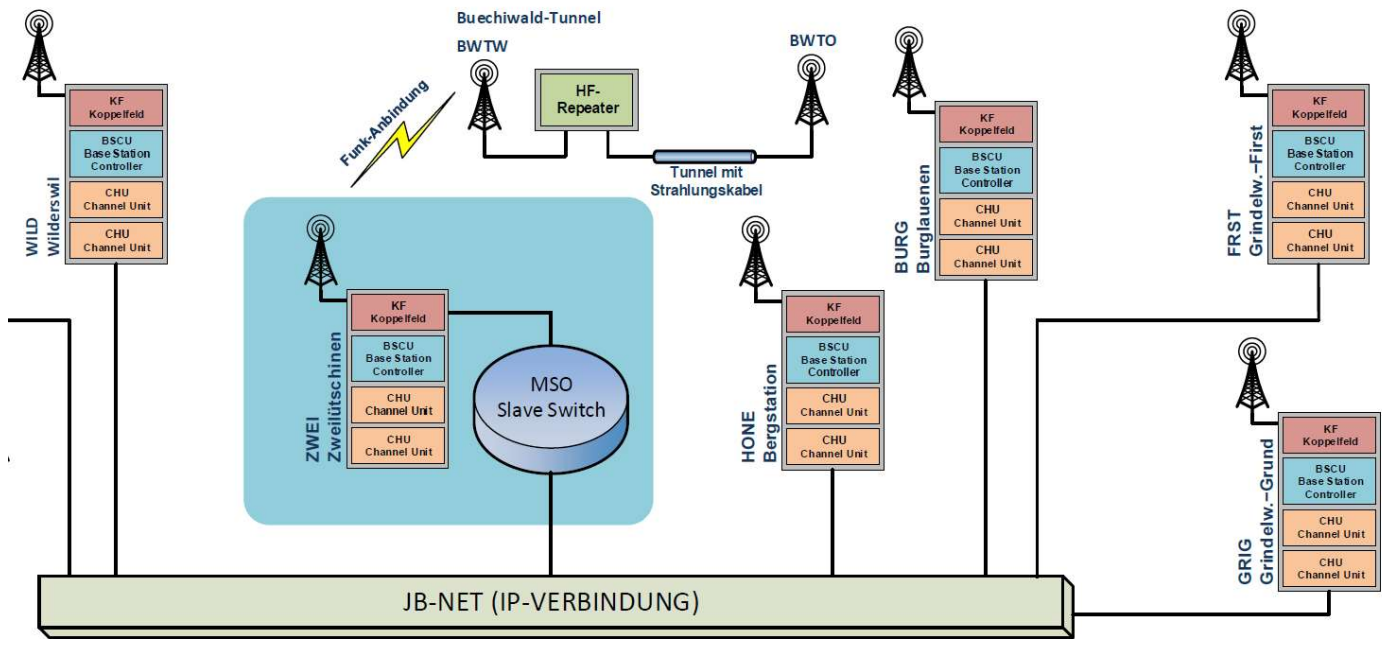 Buechiwald-Tunnel
BWTW
BWTO
HF-
Repeater
Funk-Anbindung
Tunnel mit
Strahlungskabel
KF
Koppelfeld
BSCU
Base Station
Controller
CHU
Channel Unit
CHU
Channel Unit
WILD
Wilderswil
KF
Koppelfeld
BSCU
Base Station
Controller
CHU
Channel Unit
CHU
Channel Unit
ZWEI
Zweilütschinen
MSO
Slave Switch
KF
Koppelfeld
BSCU
Base Station
Controller
CHU
Channel Unit
CHU
Channel Unit
HONE
Bergstation
KF
Koppelfeld
BSCU
Base Station
Controller
CHU
Channel Unit
CHU
Channel Unit
BURG
Burglauenen
KF
Koppelfeld
BSCU
Base Station
Controller
CHU
Channel Unit
CHU
Channel Unit
FRST
Grindelw.–First
KF
Koppelfeld
BSCU
Base Station
Controller
CHU
Channel Unit
CHU
Channel Unit
GRIG
Grindelw.–Grund
JB-NET (IP-VERBINDUNG)